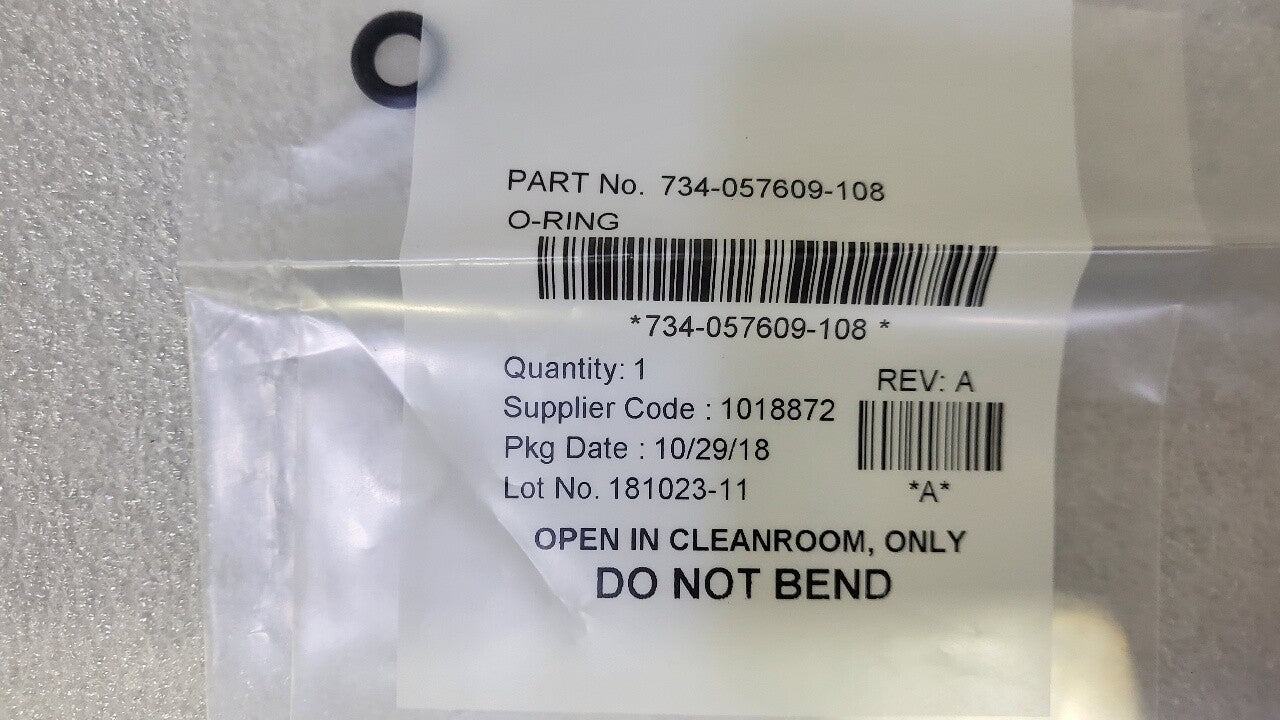 PART No. 734-057609-108
O-RING
*734-057609-108 *
Quantity: 1
REV: A
Supplier Code : 1018872
Pkg Date : 10/29/18
Lot No. 181023-11
*A*
OPEN IN CLEANROOM, ONLY
DO NOT BEND